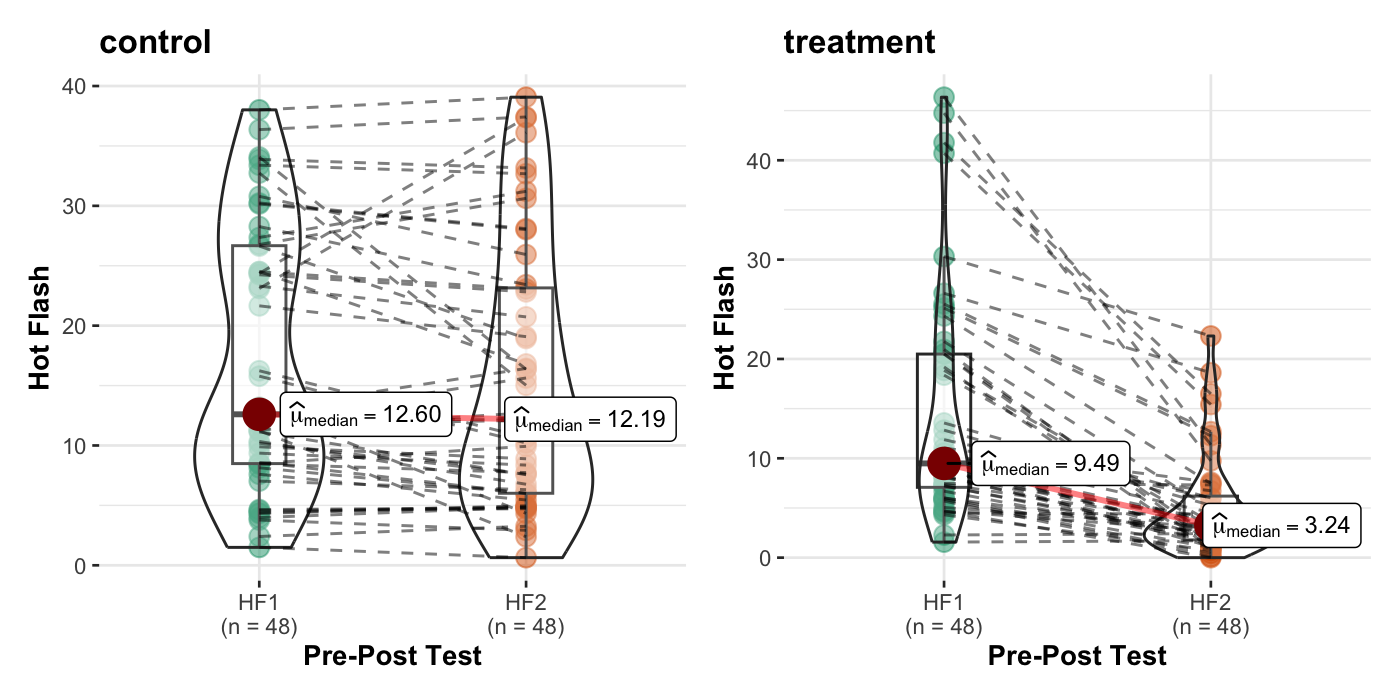 control
Hot Flash
40
30
20
10
0
μ̂median = 12.60
μ̂median = 12.19
HF1
(n = 48)
HF2
(n = 48)
Pre-Post Test
treatment
Hot Flash
40
30
20
10
0
μ̂median = 9.49
μ̂median = 3.24
HF1
(n = 48)
HF2
(n = 48)
Pre-Post Test